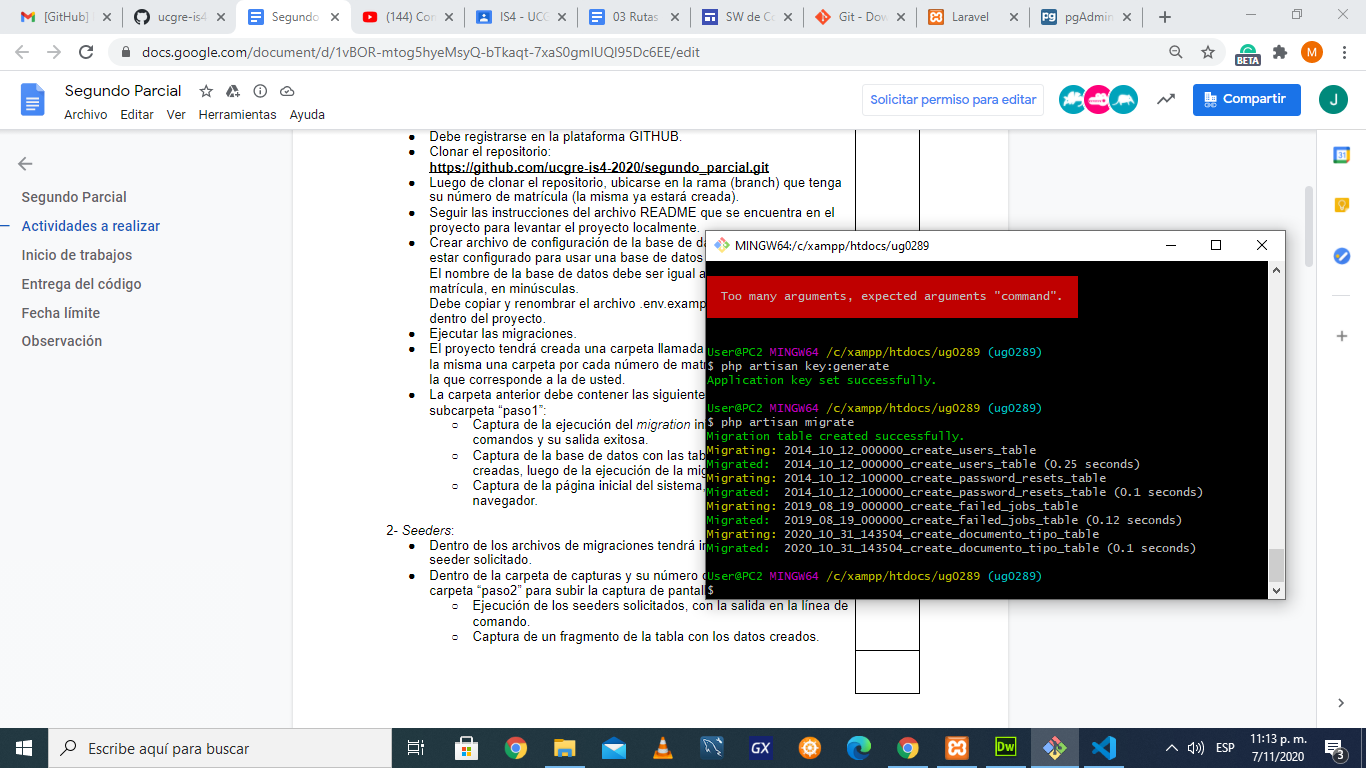 [GitHub]
ucgre-is4
Segundo
(144) Con
IS4 - UCG
03 Rutas
SW de Co
Git - Dow
Laravel
pgAdmin
docs.google.com/document/d/1vBOR-mtog5hyeMsyQ-bTkaqt-7xaS0gmIUQI95Dc6EE/edit
BETA
M
Segundo Parcial
Archivo Editar Ver Herramientas Ayuda
Solicitar permiso para editar
Compartir
J
Segundo Parcial
Actividades a realizar
Inicio de trabajos
Entrega del código
Fecha límite
Observación
● Debe registrarse en la plataforma GITHUB.
● Clonar el repositorio:
https://github.com/ucgre-is4-2020/segundo_parcial.git
● Luego de clonar el repositorio, ubicarse en la rama (branch) que tenga
su número de matrícula (la misma ya estará creada).
● Seguir las instrucciones del archivo README que se encuentra en el
proyecto para levantar el proyecto localmente.
● Crear archivo de configuración de la base de da
estar configurado para usar una base de datos
El nombre de la base de datos debe ser igual a
matrícula, en minúsculas.
Debe copiar y renombrar el archivo .env.examp
dentro del proyecto.
● Ejecutar las migraciones.
● El proyecto tendrá creada una carpeta llamada
la misma una carpeta por cada número de matr
la que corresponde a la de usted.
● La carpeta anterior debe contener las siguiente
subcarpeta “paso1”:
○ Captura de la ejecución del migration in
comandos y su salida exitosa.
○ Captura de la base de datos con las tab
creadas, luego de la ejecución de la mig
○ Captura de la página inicial del sistema,
navegador.
2- Seeders:
● Dentro de los archivos de migraciones tendrá in
seeder solicitado.
● Dentro de la carpeta de capturas y su número d
carpeta “paso2” para subir la captura de pantal
○ Ejecución de los seeders solicitados, con la salida en la línea de
comando.
○ Captura de un fragmento de la tabla con los datos creados.
MINGW64:/c/xampp/htdocs/ug0289
Too many arguments, expected arguments "command".
User@PC2 MINGW64 /c/xampp/htdocs/ug0289 (ug0289)
$ php artisan key:generate
Application key set successfully.
User@PC2 MINGW64 /c/xampp/htdocs/ug0289 (ug0289)
$ php artisan migrate
Migration table created successfully.
Migrating: 2014_10_12_000000_create_users_table
Migrated:  2014_10_12_000000_create_users_table (0.25 seconds)
Migrating: 2014_10_12_100000_create_password_resets_table
Migrated:  2014_10_12_100000_create_password_resets_table (0.1 seconds)
Migrating: 2019_08_19_000000_create_failed_jobs_table
Migrated:  2019_08_19_000000_create_failed_jobs_table (0.12 seconds)
Migrating: 2020_10_31_143504_create_documento_tipo_table
Migrated:  2020_10_31_143504_create_documento_tipo_table (0.1 seconds)
User@PC2 MINGW64 /c/xampp/htdocs/ug0289 (ug0289)
$
31
Escribe aquí para buscar
GX
Dw
ESP
11:13 p. m.
7/11/2020
3